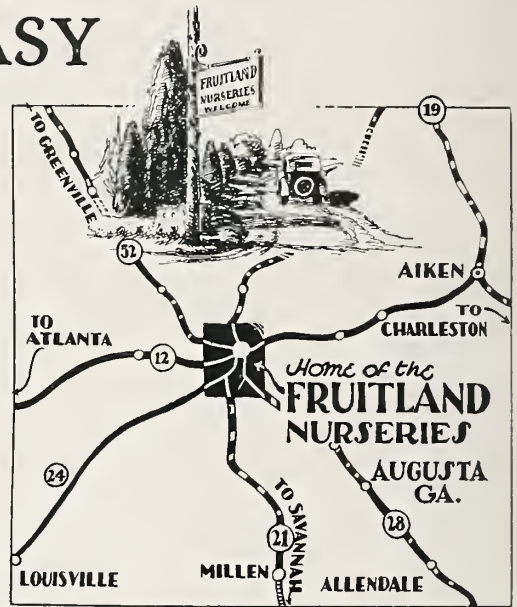 ASY
FRUITLAND
NURSERIES
WELCOME
19
TO GREENVILLE
52
AIKEN
TO
CHARLESTON
TO
ATLANTA
12
Home of the
FRUITLAND
NURSERIES
AUGUSTA
GA.
24
TO SAVANNAH
28
21
LOUISVILLE
MILLEN
ALLENDALE